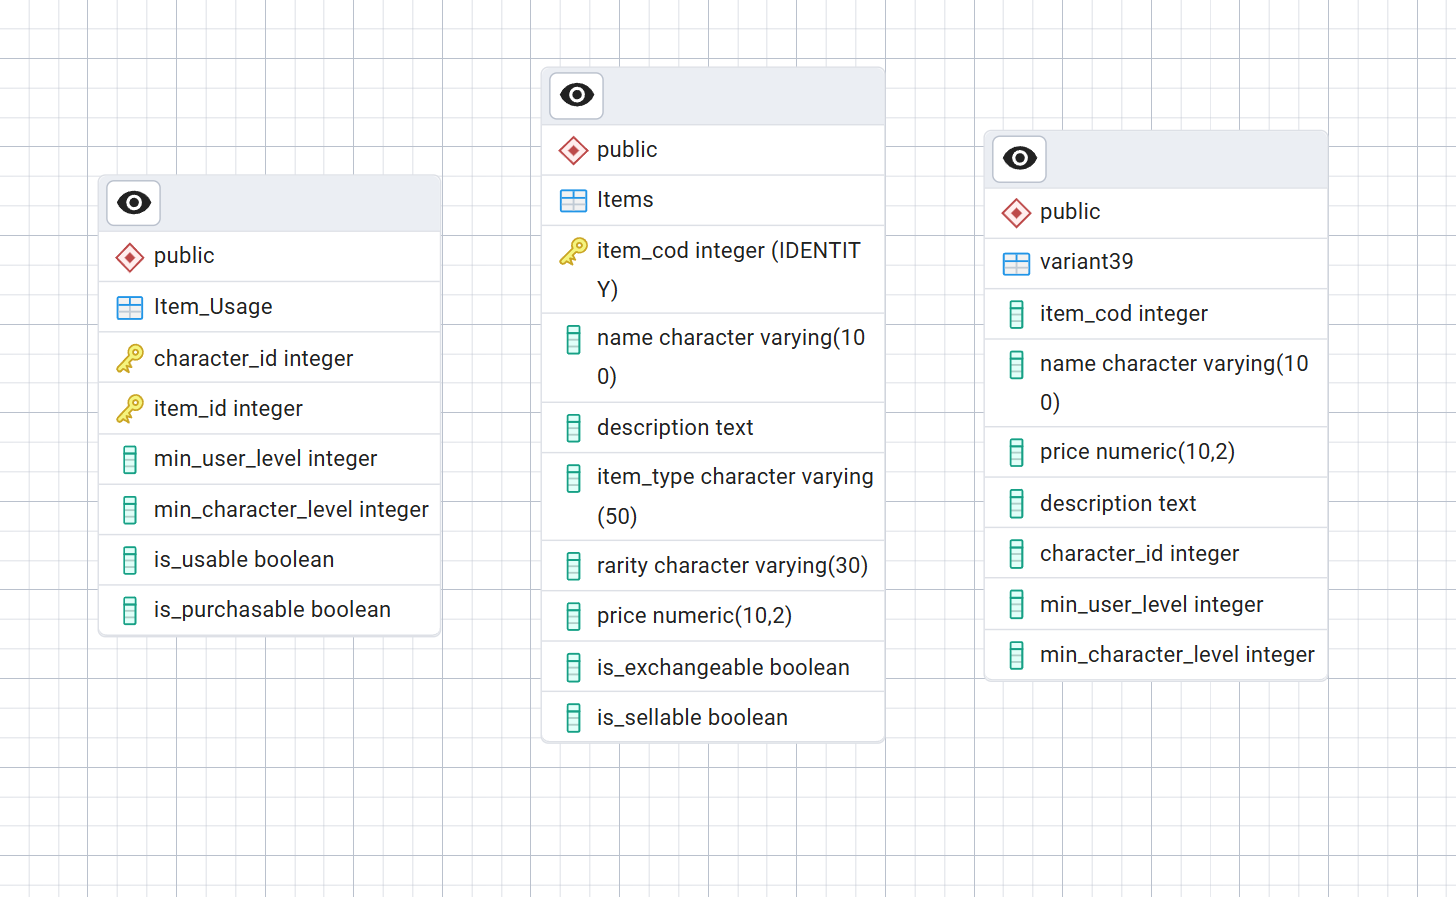 public
Item_Usage
character_id integer
item_id integer
min_user_level integer
min_character_level integer
is_usable boolean
is_purchasable boolean
public
Items
item_cod integer (IDENTIT
Y)
name character varying(10
0)
description text
item_type character varying
(50)
rarity character varying(30)
price numeric(10,2)
is_exchangeable boolean
is_sellable boolean
public
variant39
item_cod integer
name character varying(10
0)
price numeric(10,2)
description text
character_id integer
min_user_level integer
min_character_level integer